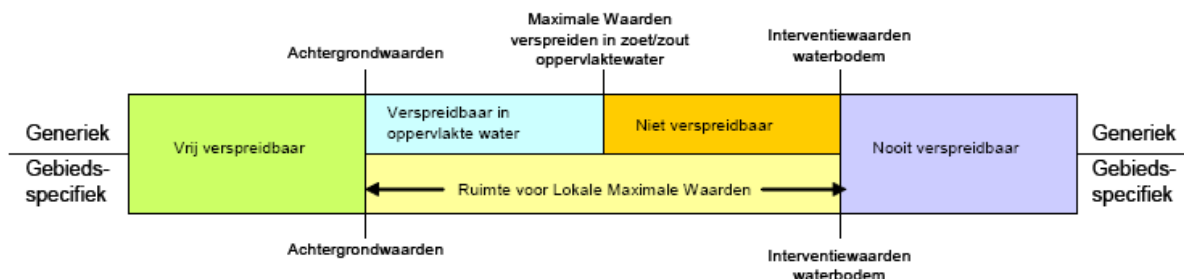 Maximale Waarden
verspreiden in zoet/zout
oppervlaktewater
Interventiewaarden
waterbodem
Achtergrondwaarden
Generiek
Vrij verspreidbaar
Verspreidbaar in
oppervlakte water
Niet verspreidbaar
Nooit verspreidbaar
Generiek
Gebieds-
specifiek
Ruimte voor Lokale Maximale Waarden
Gebieds-
specifiek
Achtergrondwaarden
Interventiewaarden
waterbodem